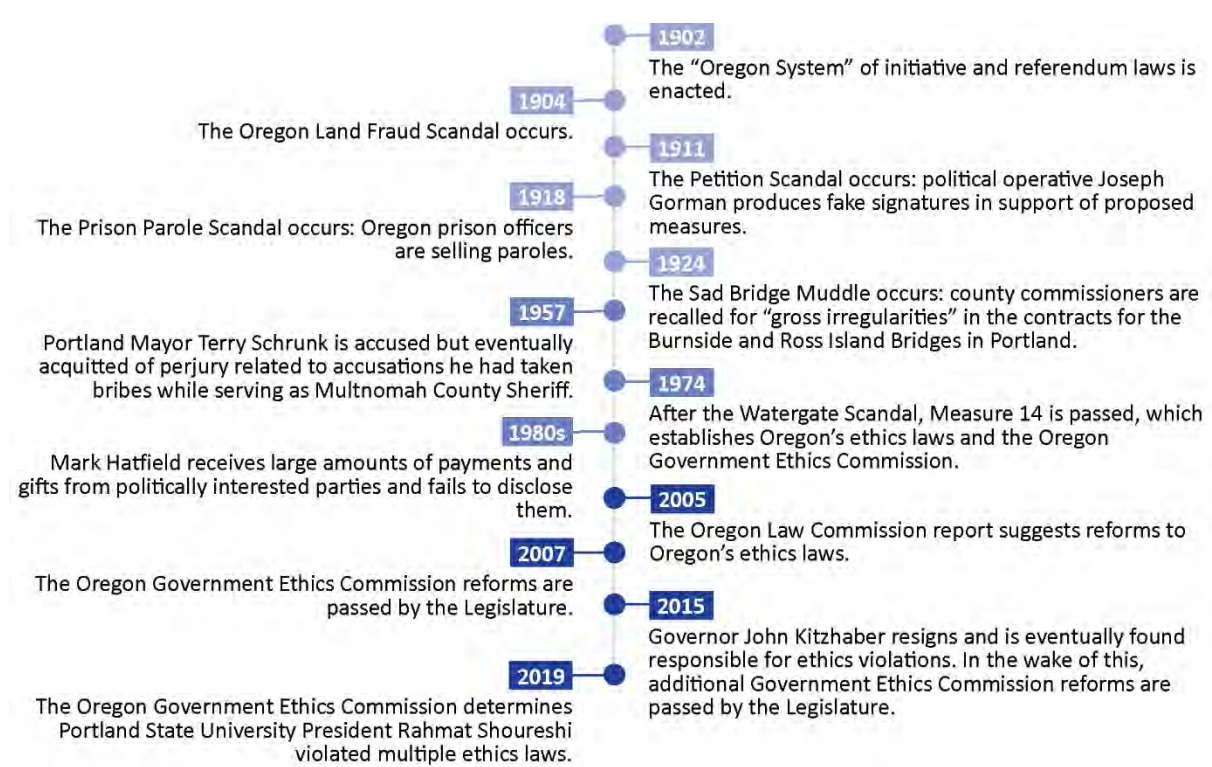 1902
The “Oregon System” of initiative and referendum laws is
enacted.
1904
The Oregon Land Fraud Scandal occurs.
1911
The Petition Scandal occurs: political operative Joseph
Gorman produces fake signatures in support of proposed
measures.
1918
The Prison Parole Scandal occurs: Oregon prison officers
are selling paroles.
1924
The Sad Bridge Muddle occurs: county commissioners are
recalled for “gross irregularities” in the contracts for the
Burnside and Ross Island Bridges in Portland.
1957
Portland Mayor Terry Schrunk is accused but eventually
acquitted of perjury related to accusations he had taken
bribes while serving as Multnomah County Sheriff.
1974
After the Watergate Scandal, Measure 14 is passed, which
establishes Oregon’s ethics laws and the Oregon
Government Ethics Commission.
1980s
Mark Hatfield receives large amounts of payments and
gifts from politically interested parties and fails to disclose
them.
2005
The Oregon Law Commission report suggests reforms to
Oregon’s ethics laws.
2007
The Oregon Government Ethics Commission reforms are
passed by the Legislature.
2015
Governor John Kitzhaber resigns and is eventually found
responsible for ethics violations. In the wake of this,
additional Government Ethics Commission reforms are
passed by the Legislature.
2019
The Oregon Government Ethics Commission determines
Portland State University President Rahmat Shoureshi
violated multiple ethics laws.